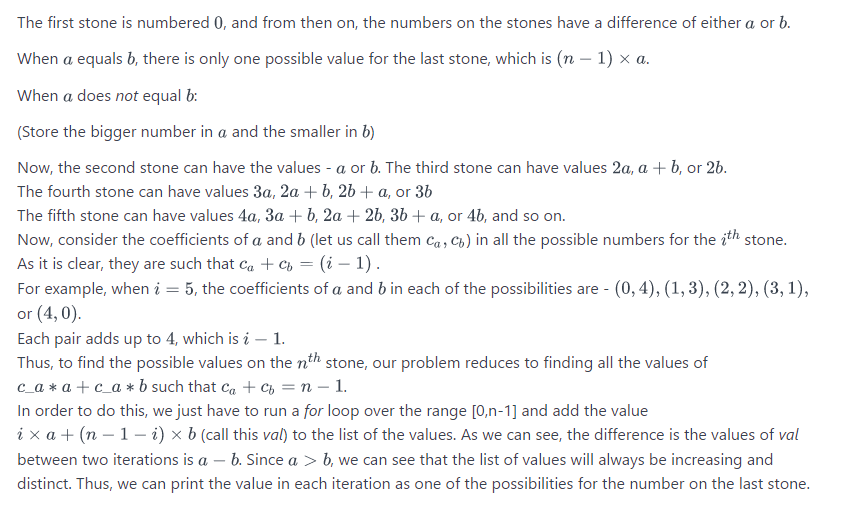 The first stone is numbered 0, and from then on, the numbers on the stones have a difference of either a or b.
When a equals b, there is only one possible value for the last stone, which is (n − 1) × a.
When a does not equal b:
(Store the bigger number in a and the smaller in b)
Now, the second stone can have the values - a or b. The third stone can have values 2a, a + b, or 2b.
The fourth stone can have values 3a, 2a + b, 2b + a, or 3b
The fifth stone can have values 4a, 3a + b, 2a + 2b, 3b + a, or 4b, and so on.
Now, consider the coefficients of a and b (let us call them cₐ, c_b) in all the possible numbers for the iᵗʰ stone.
As it is clear, they are such that cₐ + c_b = (i − 1) .
For example, when i = 5, the coefficients of a and b in each of the possibilities are - (0, 4), (1, 3), (2, 2), (3, 1),
or (4, 0).
Each pair adds up to 4, which is i − 1.
Thus, to find the possible values on the nᵗʰ stone, our problem reduces to finding all the values of
c_a * a + c_a * b such that cₐ + c_b = n − 1.
In order to do this, we just have to run a for loop over the range [0,n-1] and add the value
i × a + (n − 1 − i) × b (call this val) to the list of the values. As we can see, the difference is the values of val
between two iterations is a − b. Since a > b, we can see that the list of values will always be increasing and
distinct. Thus, we can print the value in each iteration as one of the possibilities for the number on the last stone.